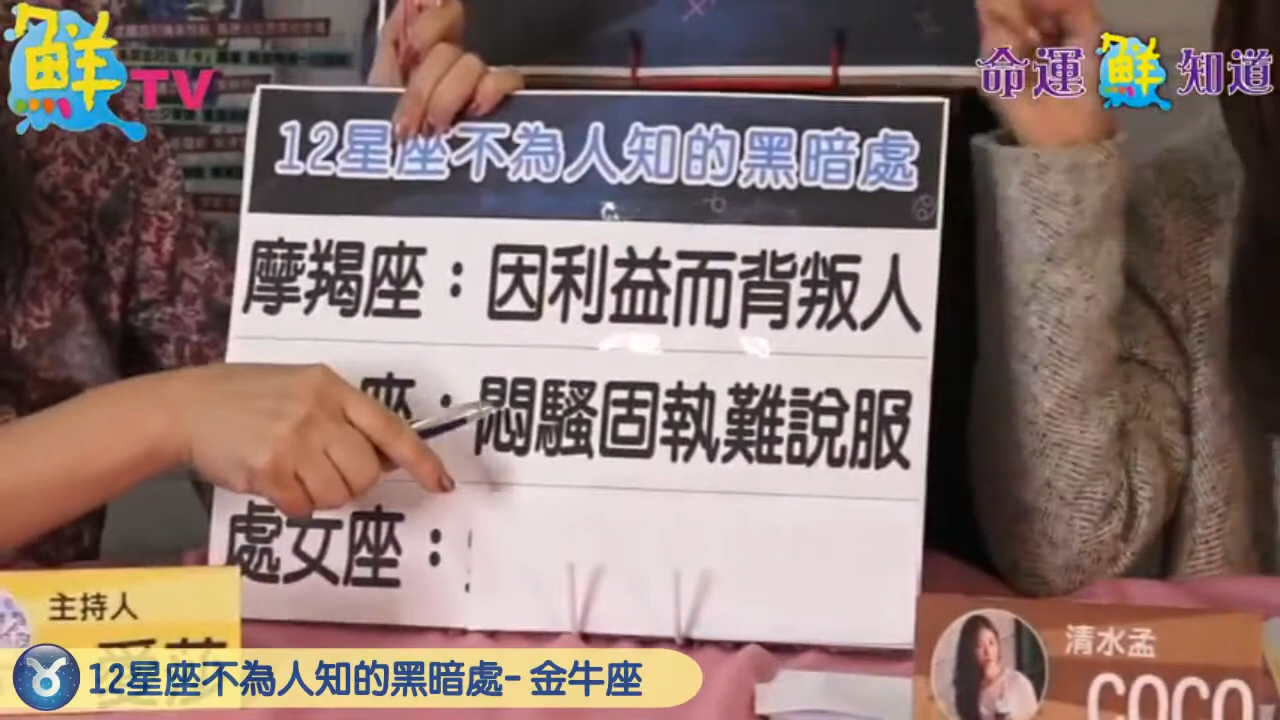 鮮TV
命運鮮知道
12星座不為人知的黑暗處
摩羯座：因利益而背叛人
座：悶騷固執難說服
處女座：
主持人
清水孟
COCO
12星座不為人知的黑暗處-金牛座